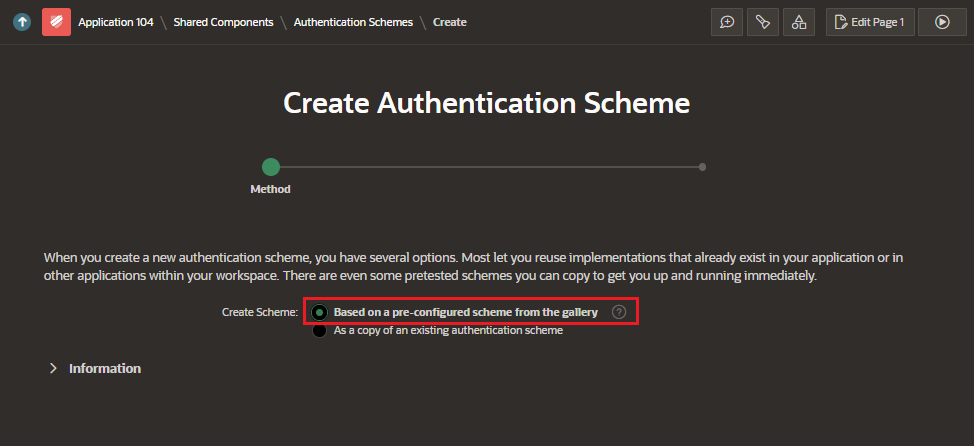 Application 104 \ Shared Components \ Authentication Schemes \ Create
Edit Page 1
Create Authentication Scheme
Method
When you create a new authentication scheme, you have several options. Most let you reuse implementations that already exist in your application or in
other applications within your workspace. There are even some pretested schemes you can copy to get you up and running immediately.
Create Scheme: Based on a pre-configured scheme from the gallery ?
As a copy of an existing authentication scheme
Information